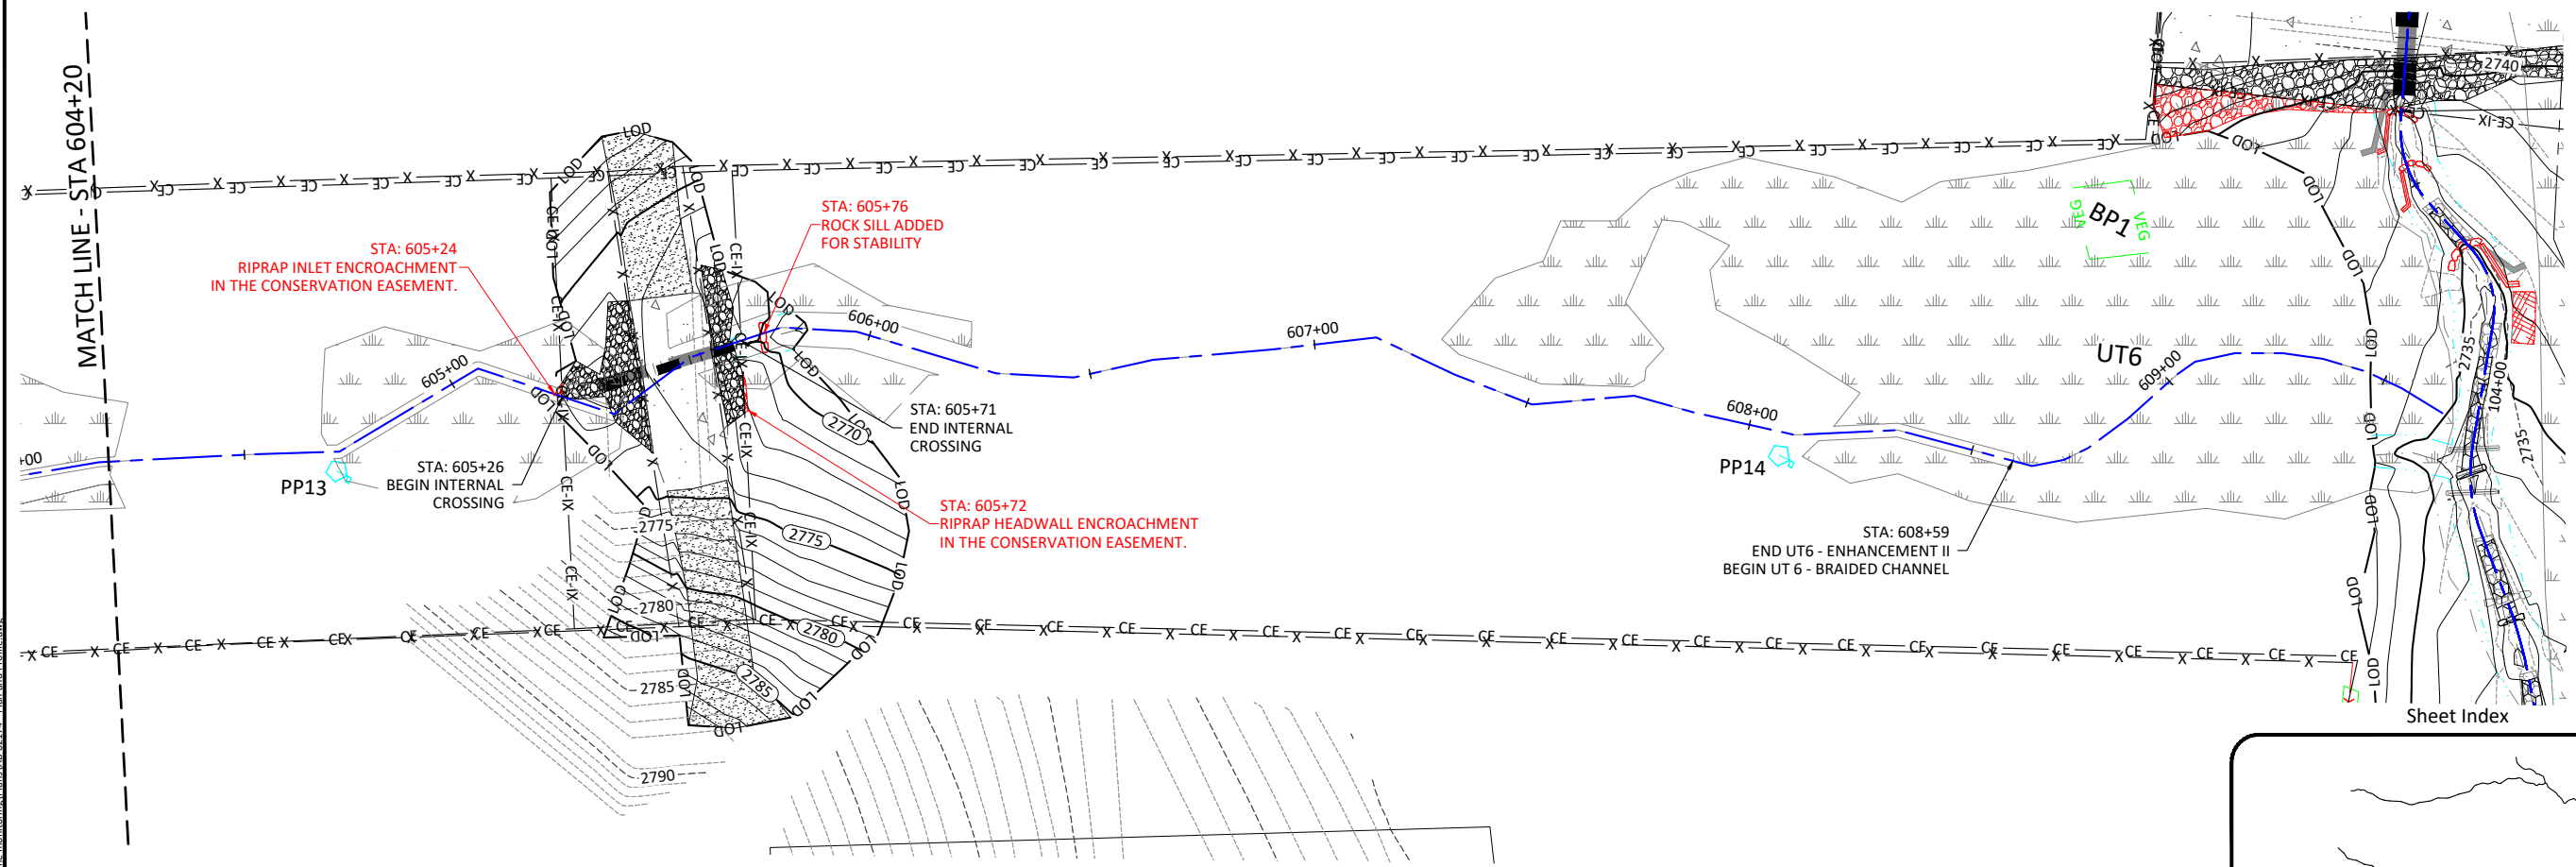 MATCH LINE - STA 604+20
STA: 605+24
RIPRAP INLET ENCROACHMENT
IN THE CONSERVATION EASEMENT.
STA: 605+76
ROCK SILL ADDED
FOR STABILITY
+00
605+00
606+00
607+00
608+00
609+00
104+00
PP13
PP14
STA: 605+26
BEGIN INTERNAL
CROSSING
STA: 605+71
END INTERNAL
CROSSING
STA: 605+72
RIPRAP HEADWALL ENCROACHMENT
IN THE CONSERVATION EASEMENT.
STA: 608+59
END UT6 - ENHANCEMENT II
BEGIN UT 6 - BRAIDED CHANNEL
UT6
VEG
BP1
VEG
2740
2735
2735
2770
2775
2775
2780
2780
2785
2785
2790
LOD
CE
X
CE-IX
Sheet Index